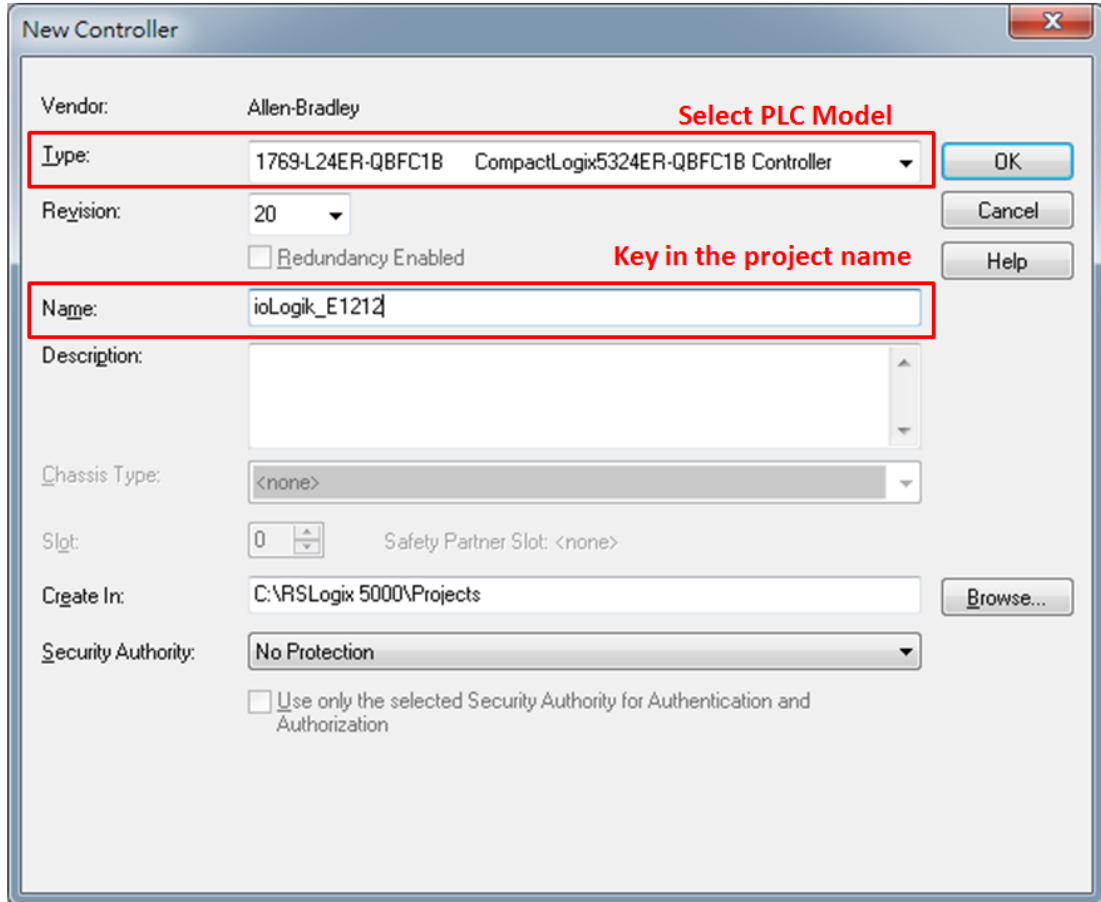 New Controller
Vendor: Allen-Bradley
Select PLC Model
Type: 1769-L24ER-QBFC1B CompactLogix5324ER-QBFC1B Controller OK
Revision: 20 Cancel
Redundancy Enabled Key in the project name Help
Name: ioLogik_E1212
Description:
Chassis Type: <none>
Slot: 0 Safety Partner Slot: <none>
Create In: C:\RSLogix 5000\Projects Browse...
Security Authority: No Protection
Use only the selected Security Authority for Authentication and
Authorization